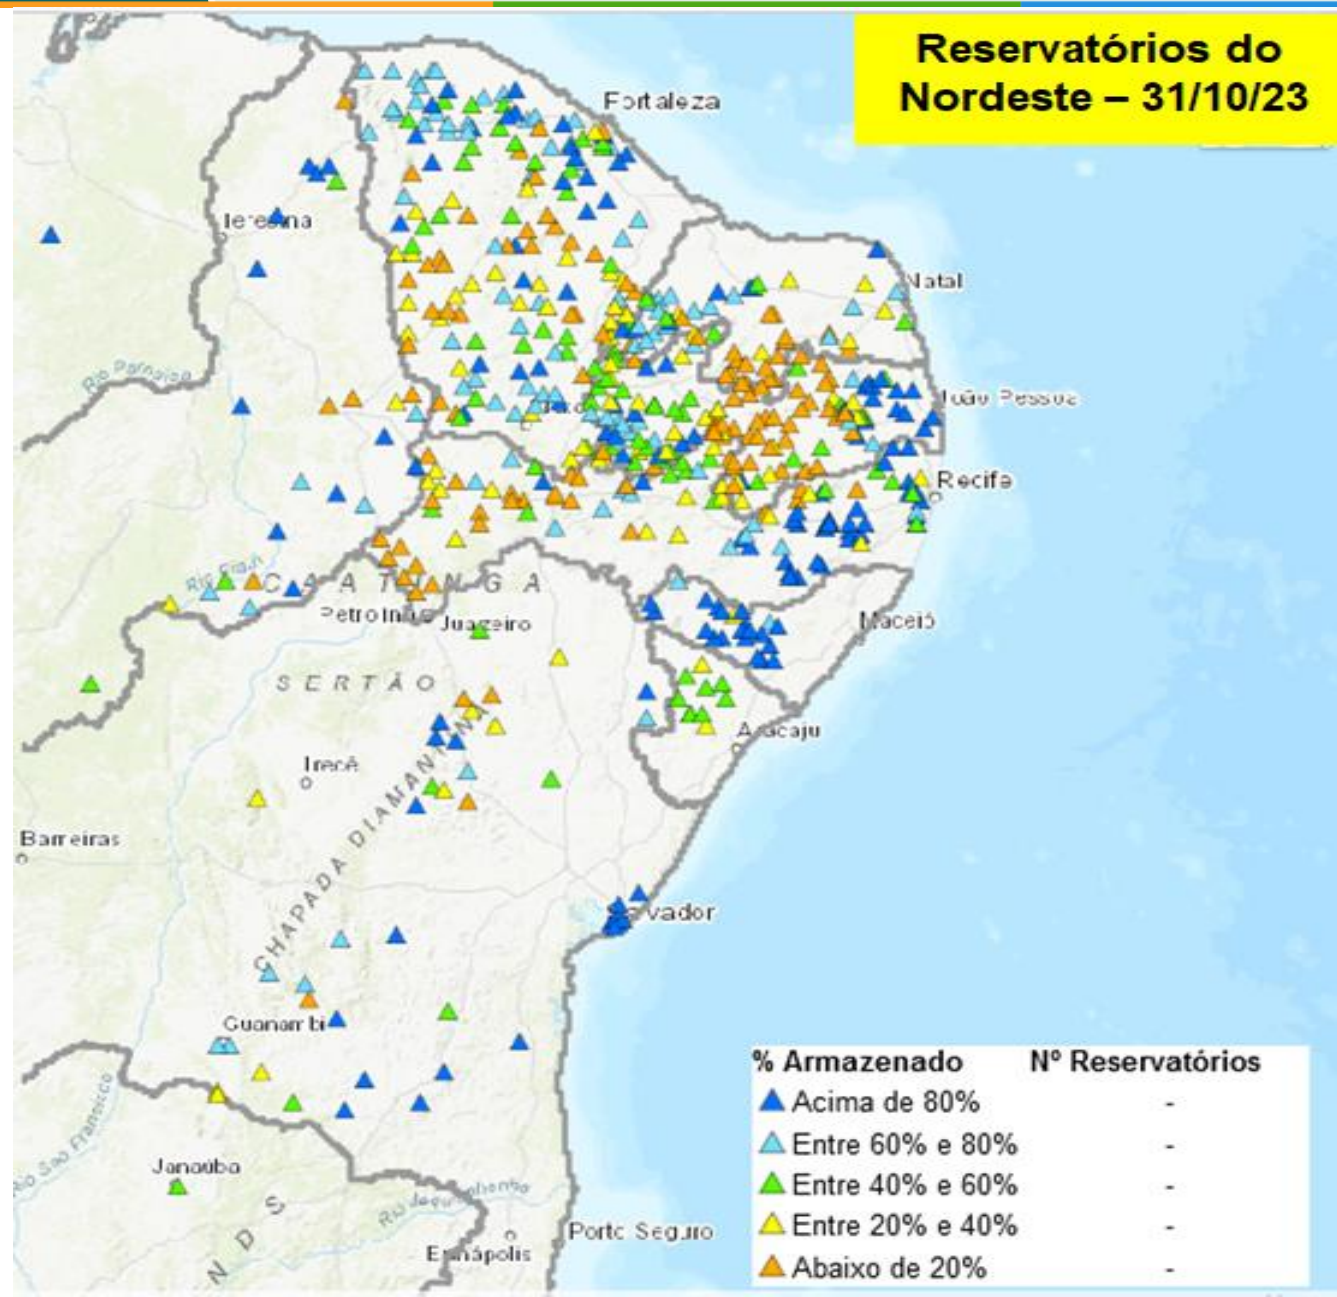 Reservatórios do
Nordeste – 31/10/23
Fortaleza
Natal
João Pessoa
Rio Parnaíba
Recife
CAATINGA
Juazeiro
Maceió
SERTÃO
Aracaju
Irecê
CHAPADA DIAMANTINA
Barreiras
Salvador
Guanambi
% Armazenado Nº Reservatórios
Acima de 80% -
Entre 60% e 80% -
Entre 40% e 60% -
Entre 20% e 40% -
Abaixo de 20% -
Rio São Francisco
Janaúba
Rio Jequitinhonha
Porto Seguro
Eunápolis
N D S